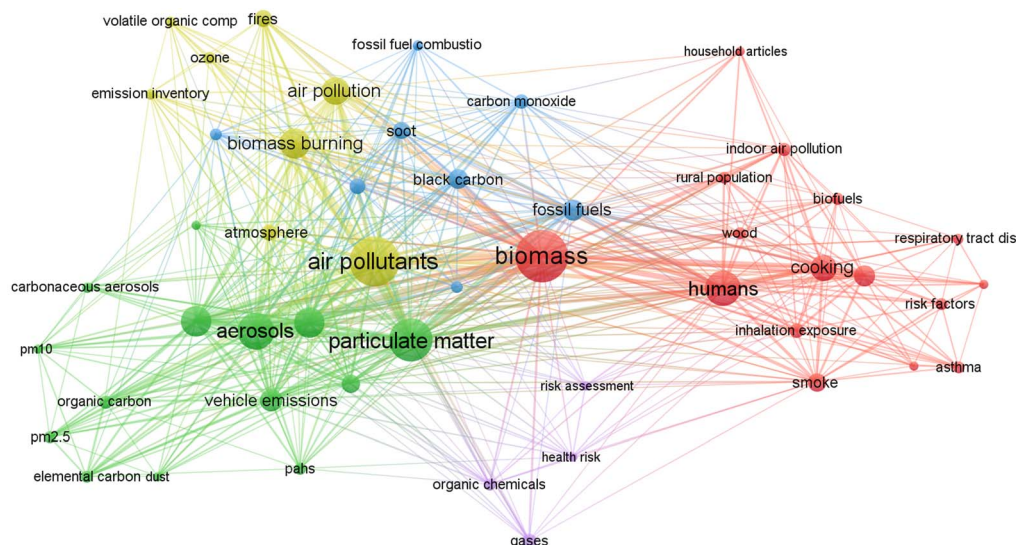 volatile organic comp
fires
ozone
fossil fuel combustio
household articles
emission inventory
air pollution
carbon monoxide
biomass burning
soot
indoor air pollution
black carbon
rural population
biofuels
fossil fuels
atmosphere
wood
respiratory tract dis
air pollutants
biomass
cooking
carbonaceous aerosols
humans
risk factors
aerosols
particulate matter
inhalation exposure
pm10
asthma
risk assessment
smoke
organic carbon
vehicle emissions
pm2.5
health risk
elemental carbon
dust
pahs
organic chemicals
gases